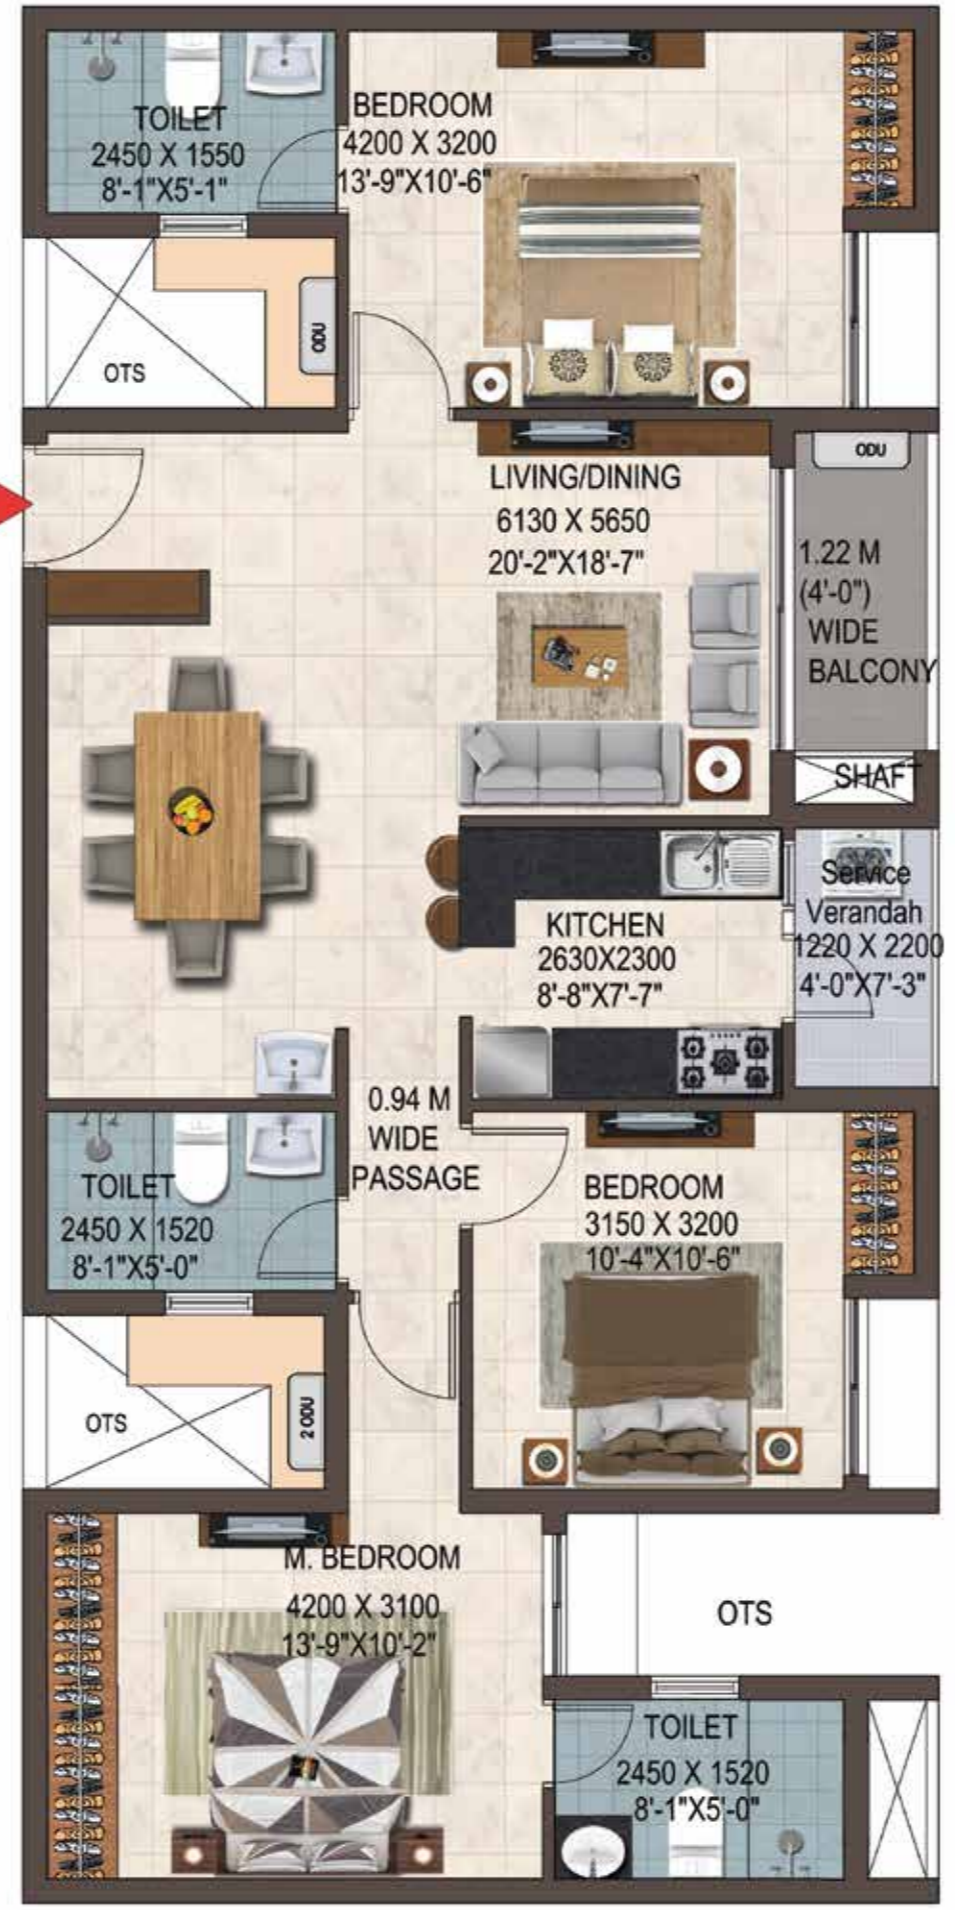 TOILET
2450 X 1550
8'-1"X5'-1"
BEDROOM
4200 X 3200
13'-9"X10'-6"
OTS
ODU
LIVING/DINING
6130 X 5650
20'-2"X18'-7"
ODU
1.22 M
(4'-0")
WIDE
BALCONY
SHAFT
Service
Verandah
1220 X 2200
4'-0"X7'-3"
KITCHEN
2630X2300
8'-8"X7'-7"
0.94 M
WIDE
PASSAGE
TOILET
2450 X 1520
8'-1"X5'-0"
BEDROOM
3150 X 3200
10'-4"X10'-6"
OTS
2 ODU
M. BEDROOM
4200 X 3100
13'-9"X10'-2"
OTS
TOILET
2450 X 1520
8'-1"X5'-0"